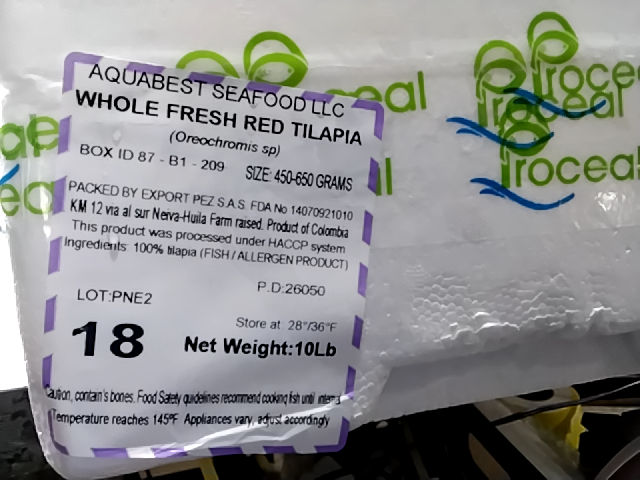 AQUABEST SEAFOOD LLC
WHOLE FRESH RED TILAPIA
(Oreochromis sp)
BOX ID 87 - B1 - 209
SIZE: 450-650 GRAMS
PACKED BY EXPORT PEZ S.A.S. FDA No 14070921010
KM 12 via al sur Neiva-Huila Farm raised. Product of Colombia
This product was processed under HACCP system
Ingredients: 100% tilapia (FISH / ALLERGEN PRODUCT)
P.D:26050
LOT:PNE2
18
Store at 28°/36°F
Net Weight:10Lb
Caution, contain's bones. Food Safety guidelines recommend cooking fish until internal
Temperature reaches 145ºF Appliances vary, adjust accordingly
Proceal
Proceal